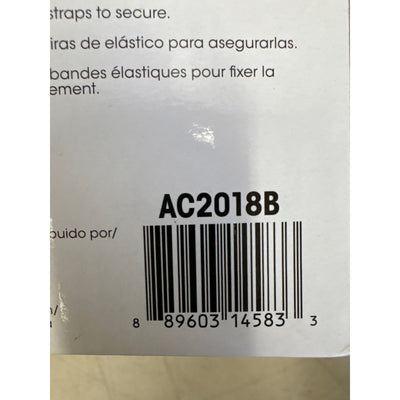 straps to secure.
iras de elástico para asegurarlas.
bandes élastiques pour fixer la
ement.
AC2018B
buido por/
n/
a
8 89603 14583 3